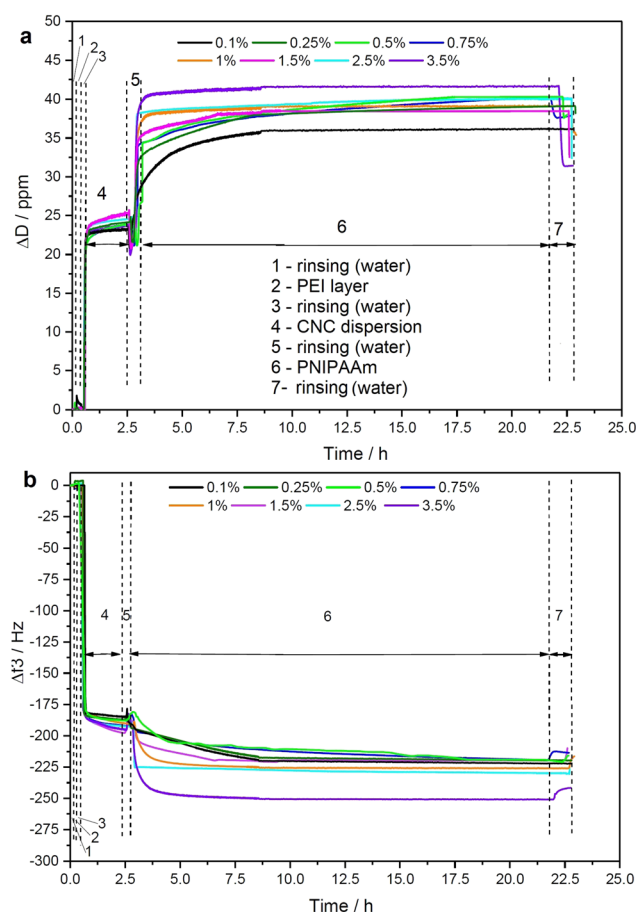 a
50
45
40
35
30
25
20
15
10
5
0
ΔD / ppm
1
2
3
5
0.1% 0.25% 0.5% 0.75%
1% 1.5% 2.5% 3.5%
4
6
7
1 - rinsing (water)
2 - PEI layer
3 - rinsing (water)
4 - CNC dispersion
5 - rinsing (water)
6 - PNIPAAm
7- rinsing (water)
0.0 2.5 5.0 7.5 10.0 12.5 15.0 17.5 20.0 22.5 25.0
Time / h
b
0
-25
-50
-75
-100
-125
-150
-175
-200
-225
-250
-275
-300
Δf3 / Hz
0.1% 0.25% 0.5% 0.75%
1% 1.5% 2.5% 3.5%
4 5 6 7
3
2
1
0.0 2.5 5.0 7.5 10.0 12.5 15.0 17.5 20.0 22.5 25.0
Time / h